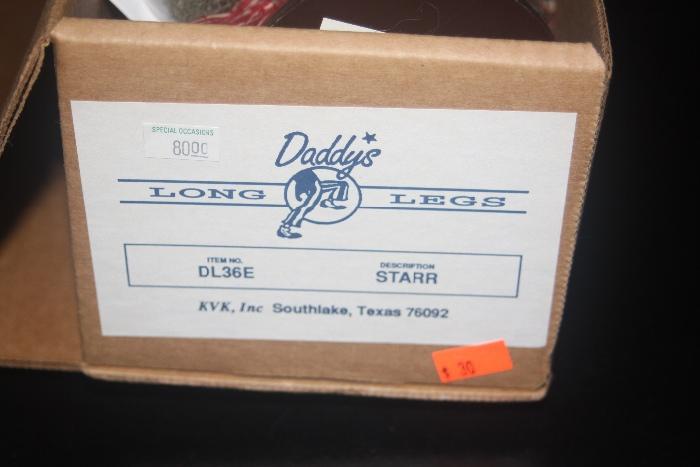 SPECIAL OCCASIONS
80.00
Daddy's
LONG LEGS
ITEM NO.
DL36E
DESCRIPTION
STARR
KVK, Inc Southlake, Texas 76092
$ 30